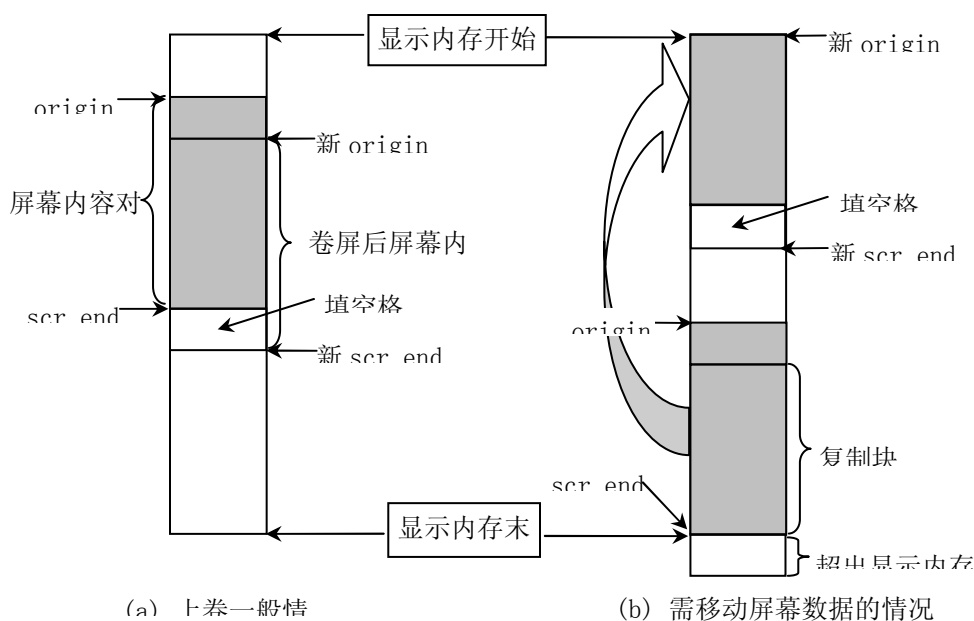 显示内存开始
新 origin
origin
新 origin
屏幕内容对
填空格
卷屏后屏幕内
新 scr_end
填空格
scr_end
origin
新 scr_end
复制块
scr_end
显示内存末
超出显示内存
(a) 上卷一般情
(b) 需移动屏幕数据的情况